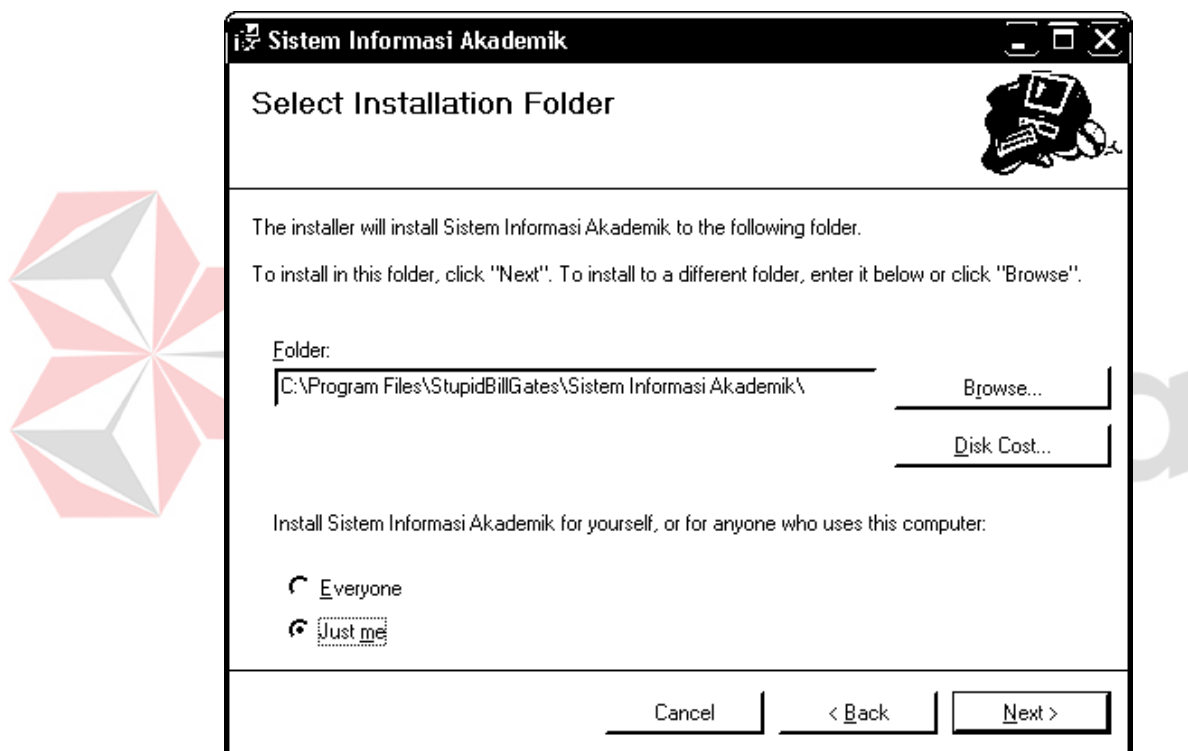 Sistem Informasi Akademik
Select Installation Folder
The installer will install Sistem Informasi Akademik to the following folder.
To install in this folder, click "Next". To install to a different folder, enter it below or click "Browse".
Folder:
C:\Program Files\StupidBillGates\Sistem Informasi Akademik\
Browse...
Disk Cost...
Install Sistem Informasi Akademik for yourself, or for anyone who uses this computer:
Everyone
Just me
Cancel
< Back
Next >